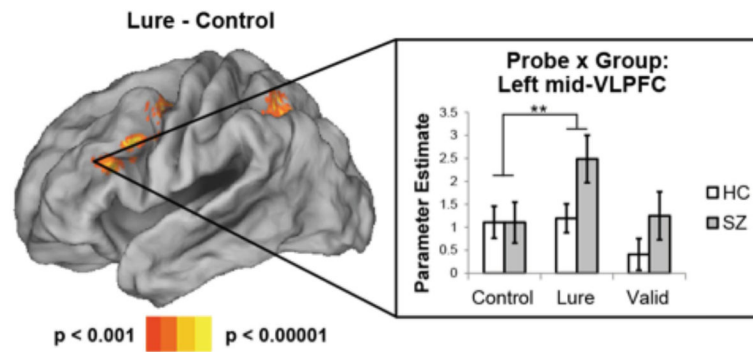 Lure - Control
Probe x Group:
Left mid-VLPFC
**
Parameter Estimate
3.5
3
2.5
2
1.5
1
0.5
0
Control Lure Valid
HC
SZ
p < 0.001 p < 0.00001